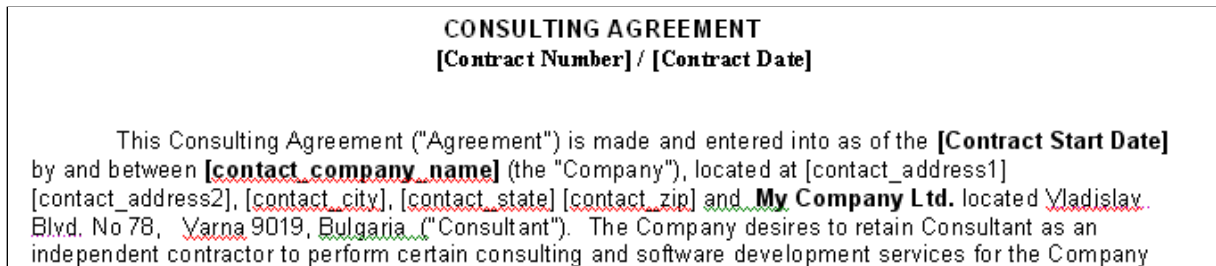 CONSULTING AGREEMENT
[Contract Number] / [Contract Date]
This Consulting Agreement ("Agreement") is made and entered into as of the [Contract Start Date]
by and between [contact_company_name] (the "Company"), located at [contact_address1]
[contact_address2], [contact_city], [contact_state] [contact_zip] and My Company Ltd. located Vladislav
Blvd. No 78, Varna 9019, Bulgaria ("Consultant"). The Company desires to retain Consultant as an
independent contractor to perform certain consulting and software development services for the Company